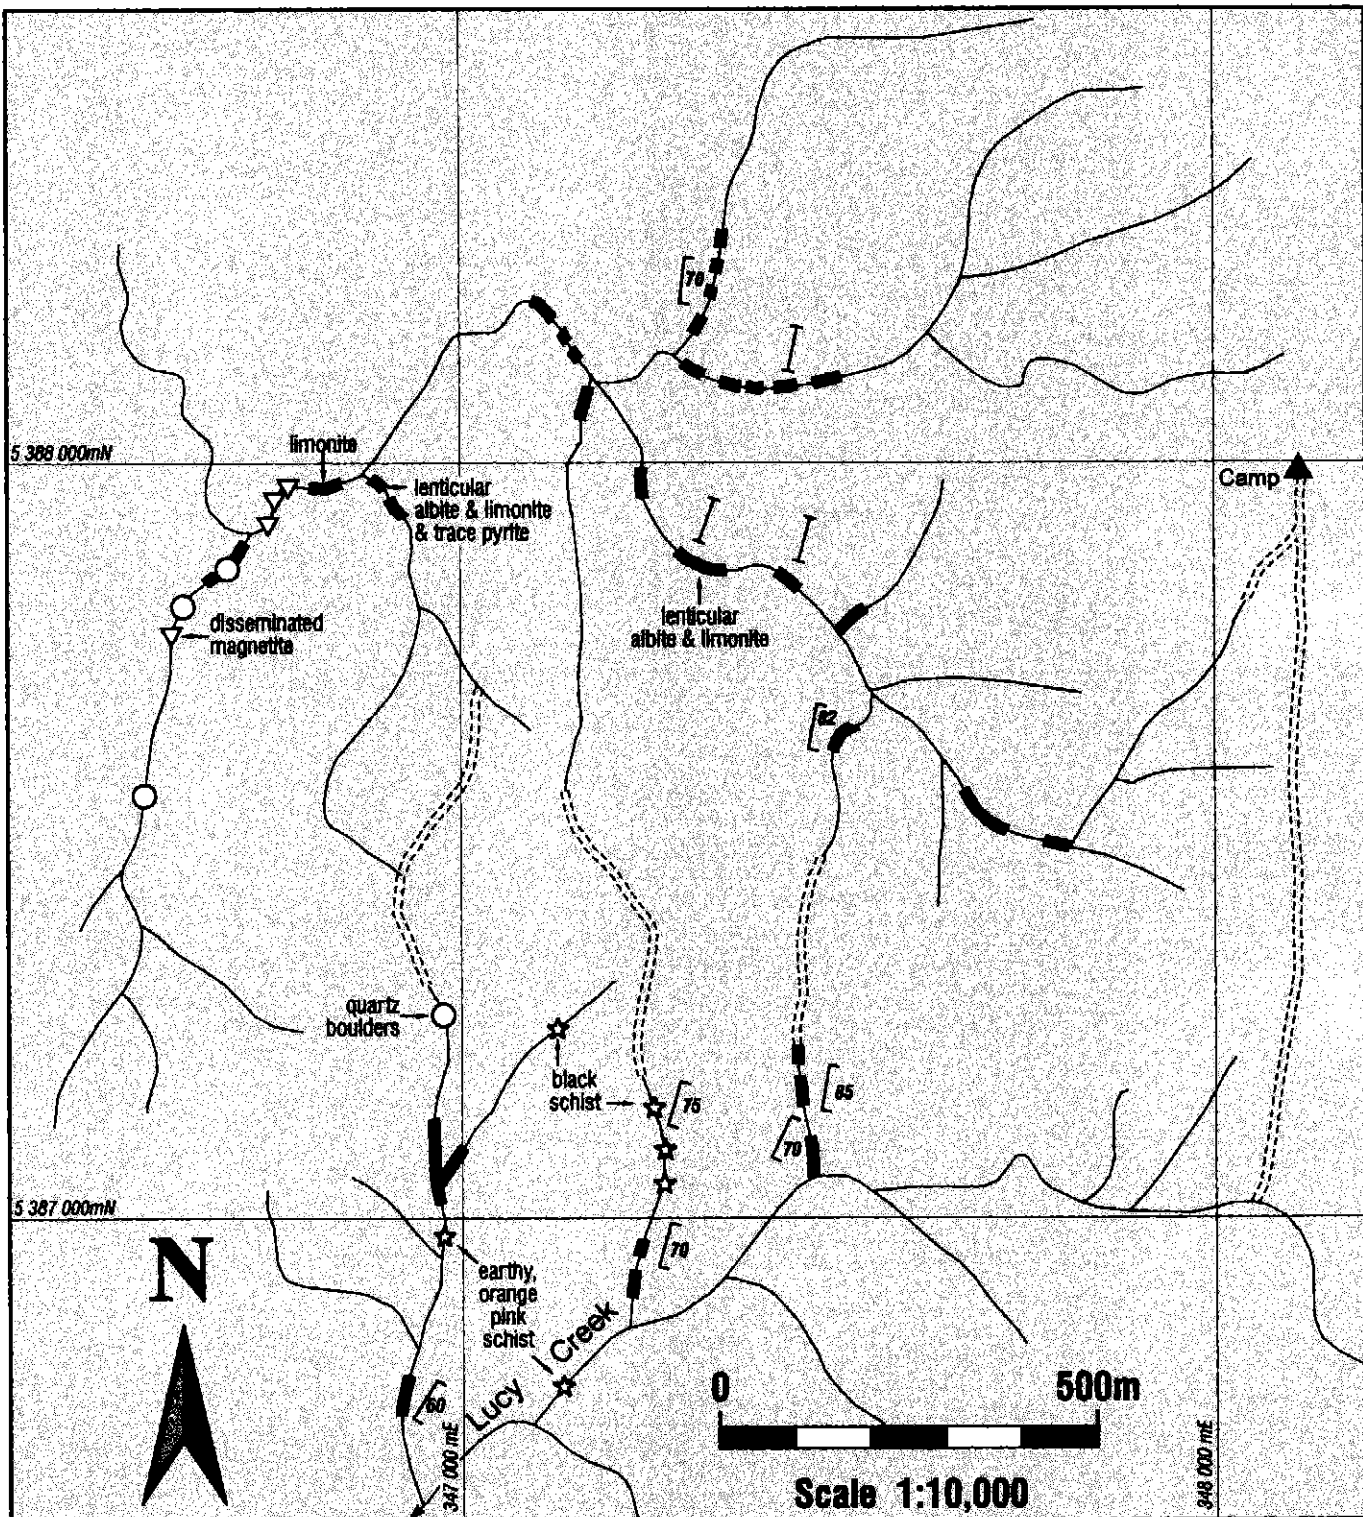 70
5 388 000mN
limonite
lenticular
albite & limonite
& trace pyrite
Camp
lenticular
albite & limonite
disseminated
magnetite
82
quartz
boulders
black
schist
75
85
70
5 387 000mN
N
70
earthy,
orange
pink
schist
Lucy Creek
60
347 000 mE
348 000 mE
0 500m
Scale 1:10,000